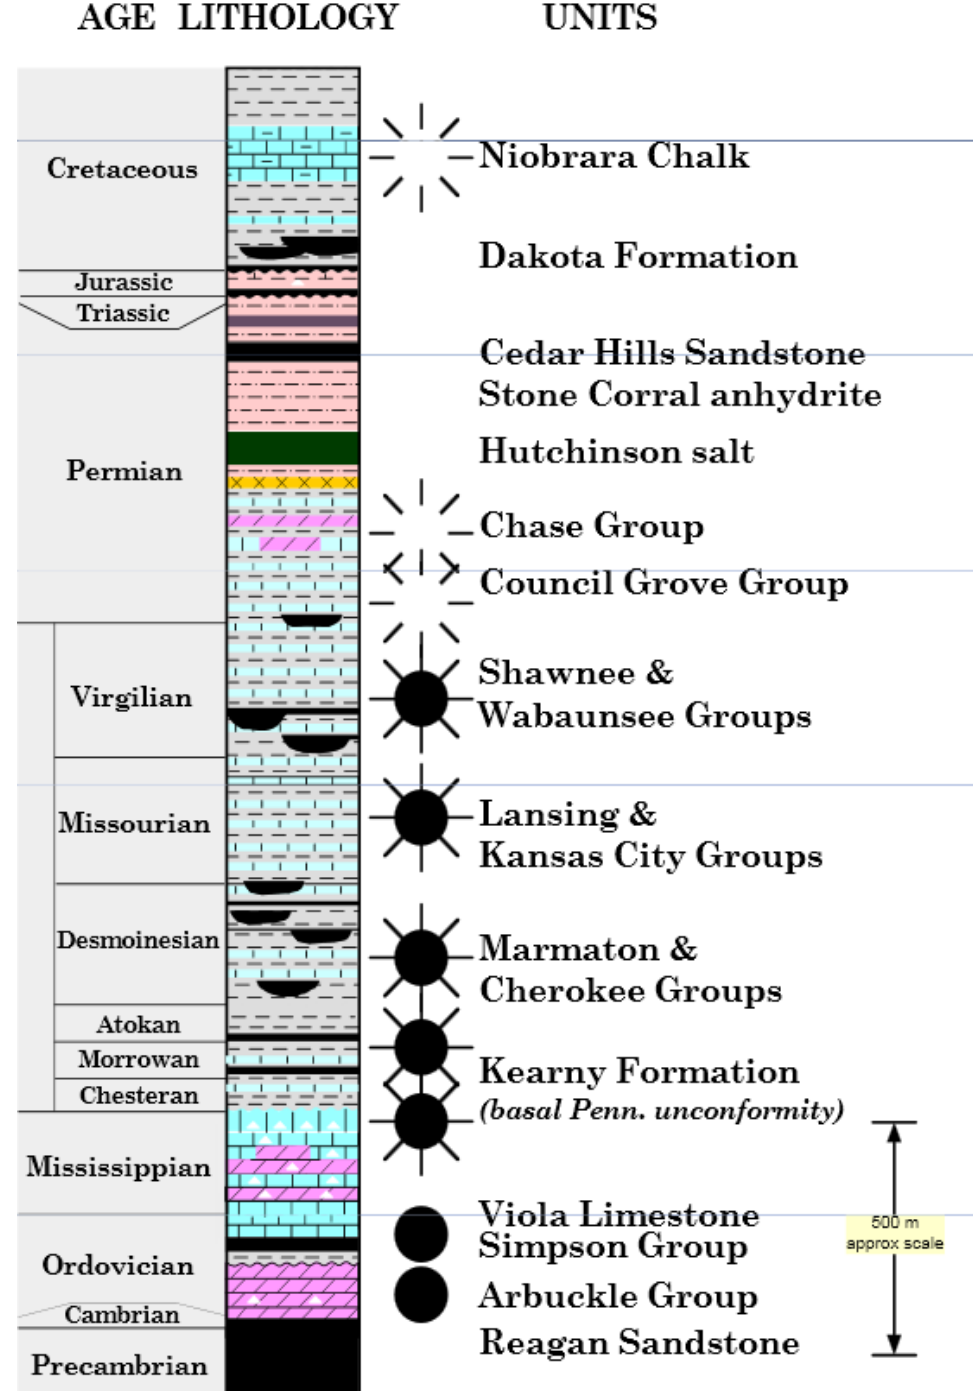 AGE LITHOLOGY UNITS
Cretaceous
Niobrara Chalk
Dakota Formation
Jurassic
Triassic
Cedar Hills Sandstone
Stone Corral anhydrite
Permian
Hutchinson salt
Chase Group
Council Grove Group
Virgilian
Shawnee &
Wabaunsee Groups
Missourian
Lansing &
Kansas City Groups
Desmoinesian
Marmaton &
Cherokee Groups
Atokan
Morrowan
Chesteran
Kearny Formation
(basal Penn. unconformity)
Mississippian
Viola Limestone
Simpson Group
500 m
approx scale
Ordovician
Arbuckle Group
Cambrian
Reagan Sandstone
Precambrian